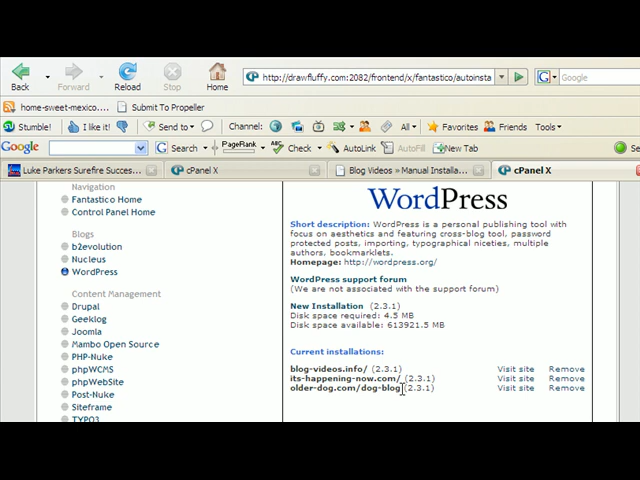 Back
Forward
Reload
Stop
Home
http://drawfluffy.com:2082/frontend/x/fantastico/autoinsta
Google
home-sweet-mexico....
Submit To Propeller
Stumble!
I like it!
Send to
Channel:
All
Favorites
Friends
Tools
Google
Search
PageRank
Check
AutoLink
AutoFill
New Tab
Se
Luke Parkers Surefire Succes...
cPanel X
Blog Videos » Manual Installa...
cPanel X
Navigation
Fantastico Home
Control Panel Home
Blogs
b2evolution
Nucleus
WordPress
Content Management
Drupal
Geeklog
Joomla
Mambo Open Source
PHP-Nuke
phpWCMS
phpWebSite
Post-Nuke
Siteframe
TYPO3
WordPress
Short description: WordPress is a personal publishing tool with
focus on aesthetics and featuring cross-blog tool, password
protected posts, importing, typographical niceties, multiple
authors, bookmarklets.
Homepage: http://wordpress.org/
WordPress support forum
(We are not associated with the support forum)
New Installation (2.3.1)
Disk space required: 4.5 MB
Disk space available: 613921.5 MB
Current installations:
blog-videos.info/ (2.3.1) Visit site Remove
its-happening-now.com/ (2.3.1) Visit site Remove
older-dog.com/dog-blog (2.3.1) Visit site Remove